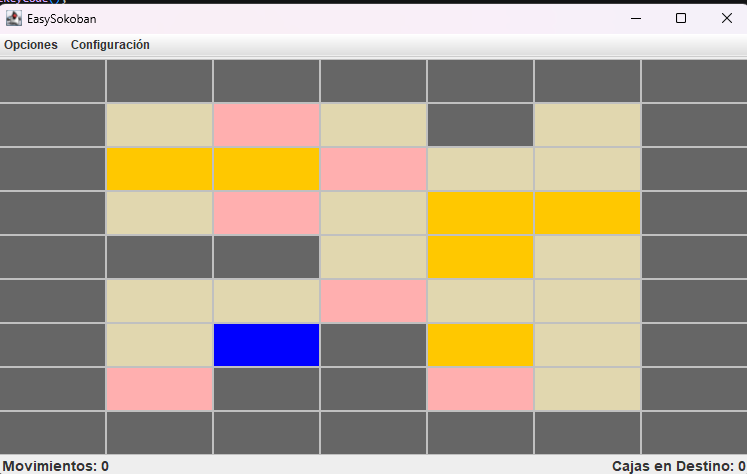 EasySokoban
Opciones Configuración
Movimientos: 0 Cajas en Destino: 0